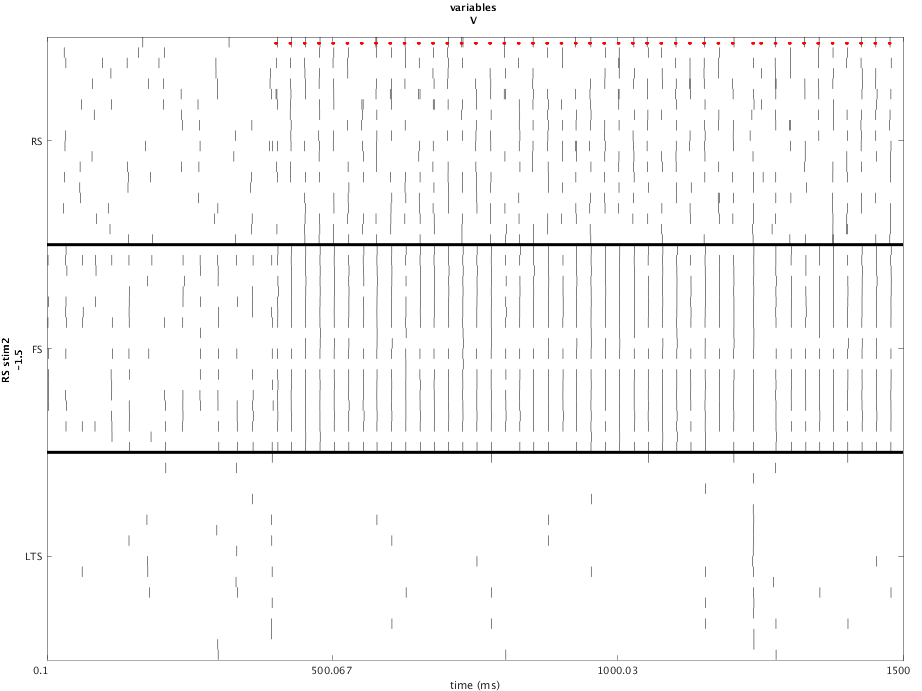 variables
V
RS
FS
LTS
RS stim2
-1.5
0.1
500.067
1000.03
1500
time (ms)